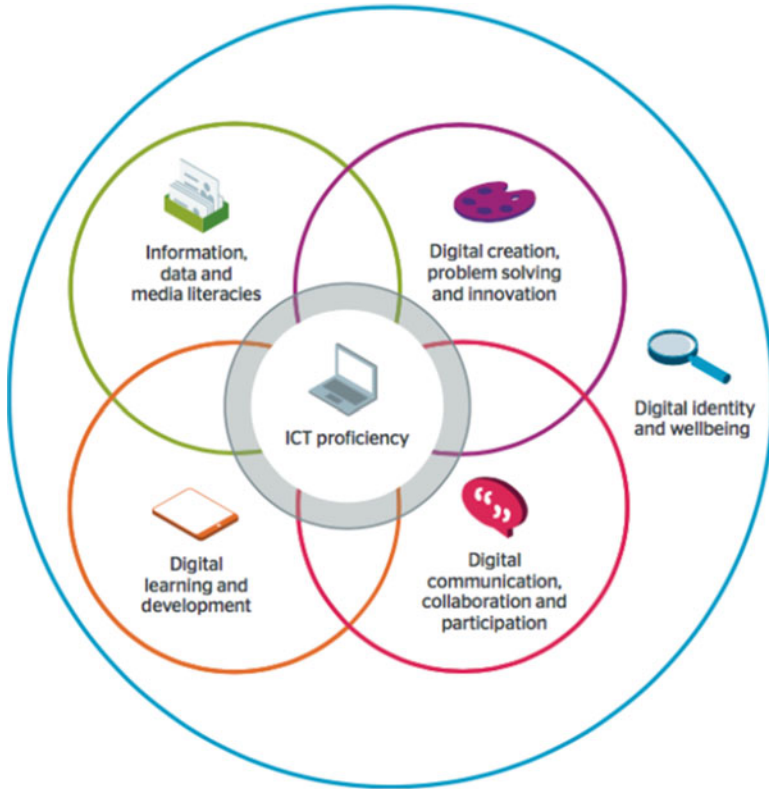 Information,
data and
media literacies
Digital creation,
problem solving
and innovation
ICT proficiency
Digital identity
and wellbeing
Digital
learning and
development
Digital
communication,
collaboration and
participation